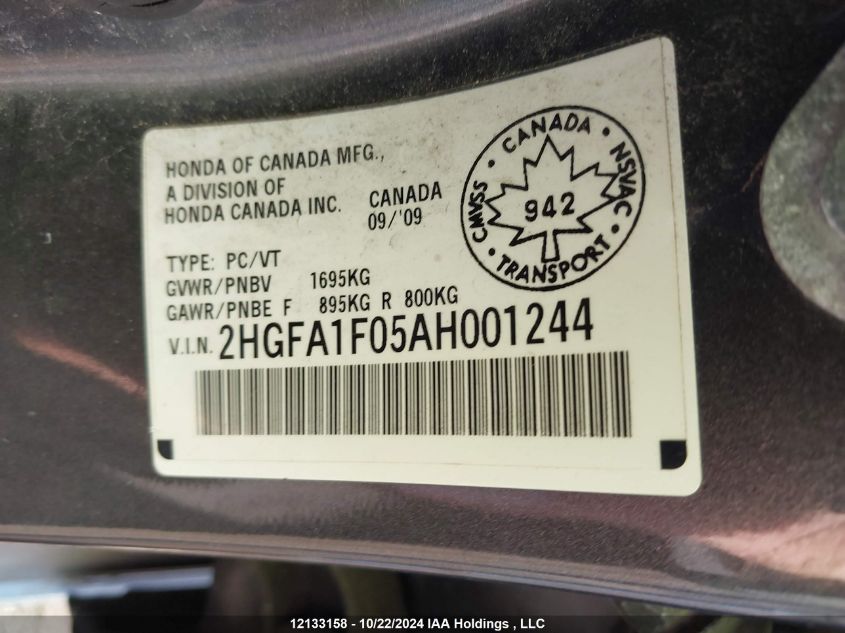 HONDA OF CANADA MFG.,
A DIVISION OF
HONDA CANADA INC.
CANADA
09/'09
TYPE: PC/VT
GVWR/PNBV 1695KG
GAWR/PNBE F 895KG R 800KG
V.I.N. 2HGFA1F05AH001244
• CANADA •
NSVAC
• TRANSPORT •
CMVSS
942
12133158 - 10/22/2024 IAA Holdings , LLC